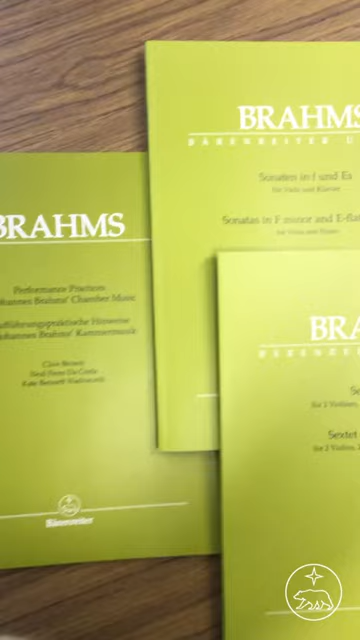 BRAHMS
Performance Practices
Johannes Brahms' Chamber Music
Aufführungspraktische Hinweise
Johannes Brahms' Kammermusik
Clive Brown
Neal Peres Da Costa
Kate Bennett Wadsworth
Bärenreiter
BRAHMS
BÄRENREITER U
Sonaten in f und Es
für Viola und Klavier
Sonatas in F minor and E-flat
for Viola and Piano
BRA
BÄRENREI
Se
für 2 Violinen,
Sextet
for 2 Violins, 2